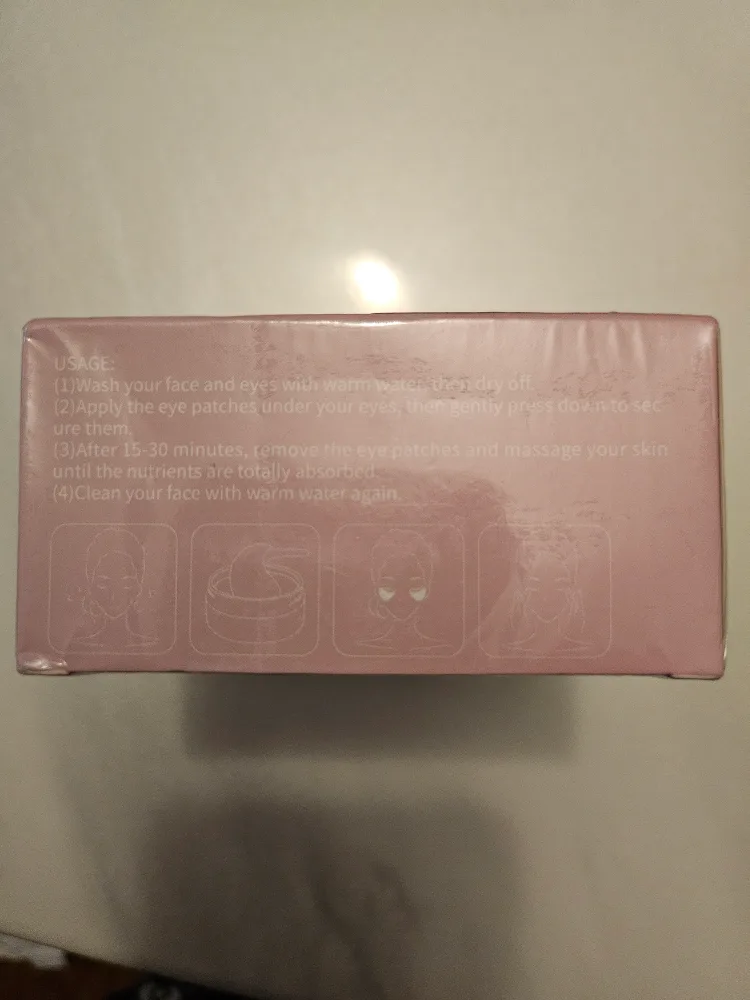 USAGE:
(1)Wash your face and eyes with warm water, then dry off.
(2)Apply the eye patches under your eyes, then gently press down to sec
ure them.
(3)After 15-30 minutes, remove the eye patches and massage your skin
until the nutrients are totally absorbed.
(4)Clean your face with warm water again.